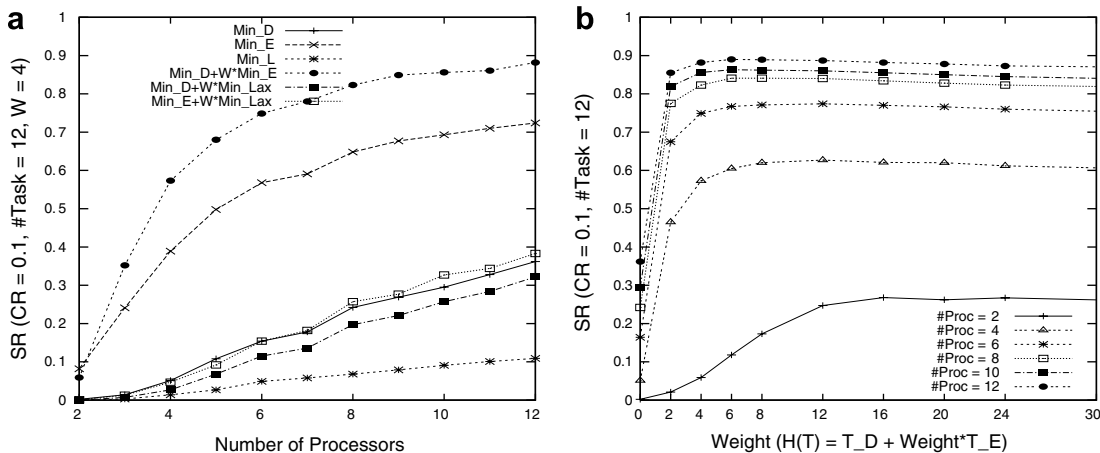 a
SR (CR = 0.1, #Task = 12, W = 4)
1
0.9
0.8
0.7
0.6
0.5
0.4
0.3
0.2
0.1
0
Min_D
Min_E
Min_L
Min_D+W*Min_E
Min_D+W*Min_Lax
Min_E+W*Min_Lax
2 4 6 8 10 12
Number of Processors
b
SR (CR = 0.1, #Task = 12)
1
0.9
0.8
0.7
0.6
0.5
0.4
0.3
0.2
0.1
0
#Proc = 2
#Proc = 4
#Proc = 6
#Proc = 8
#Proc = 10
#Proc = 12
0 2 4 6 8 12 16 20 24 30
Weight (H(T) = T_D + Weight*T_E)